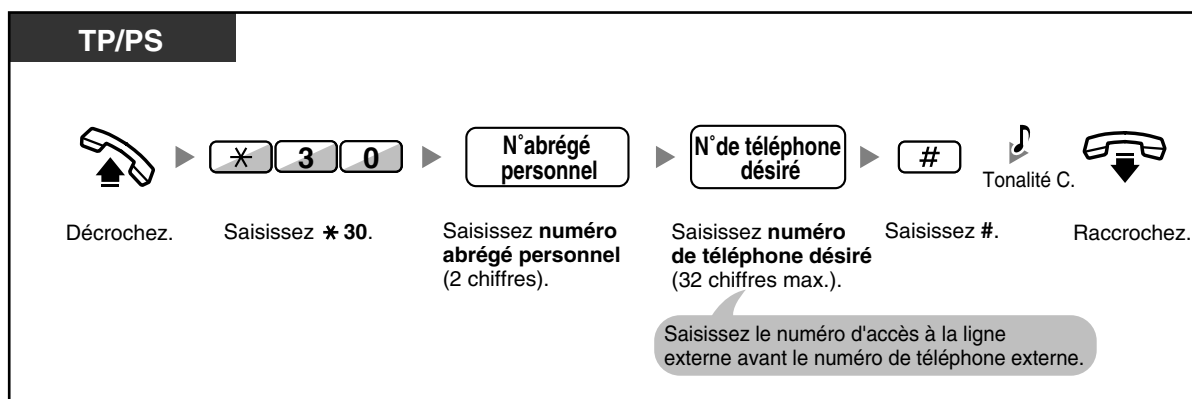 TP/PS
* 3 0
N°abrégé
personnel
N°de téléphone
désiré
#
Tonalité C.
Décrochez.
Saisissez * 30.
Saisissez numéro
abrégé personnel
(2 chiffres).
Saisissez numéro
de téléphone désiré
(32 chiffres max.).
Saisissez #.
Raccrochez.
Saisissez le numéro d'accès à la ligne
externe avant le numéro de téléphone externe.